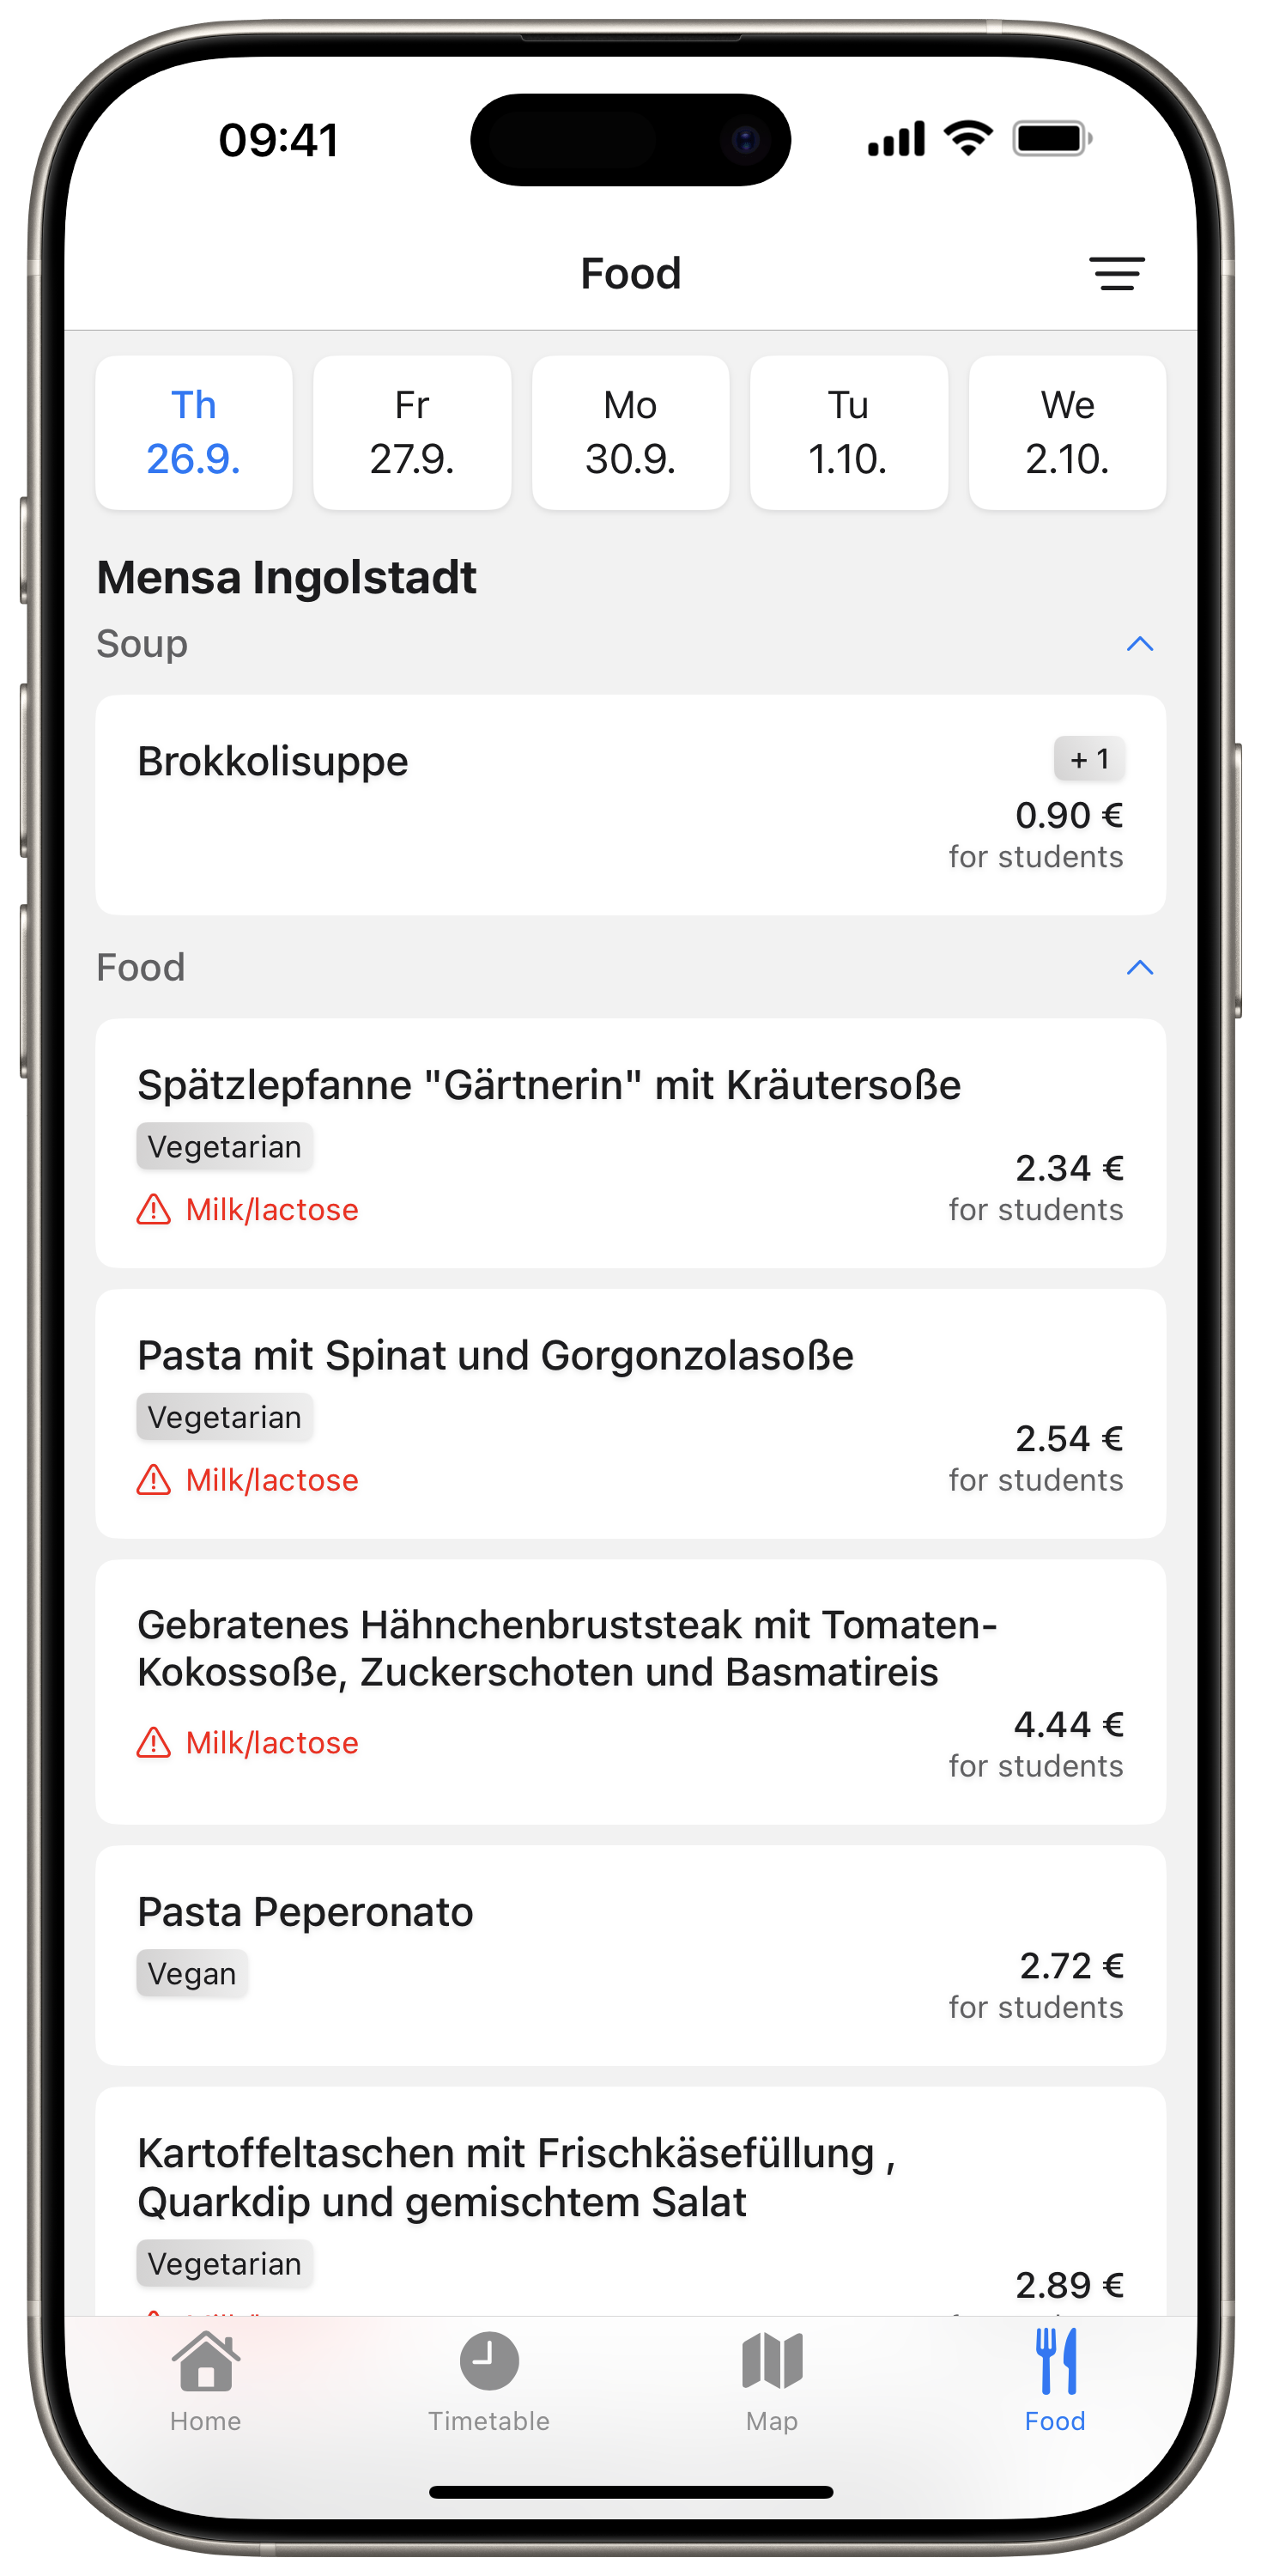 09:41
Food
Th
26.9.
Fr
27.9.
Mo
30.9.
Tu
1.10.
We
2.10.
Mensa Ingolstadt
Soup
Brokkolisuppe
+ 1
0.90 €
for students
Food
Spätzlepfanne "Gärtnerin" mit Kräutersoße
Vegetarian
2.34 €
Milk/lactose
for students
Pasta mit Spinat und Gorgonzolasoße
Vegetarian
2.54 €
Milk/lactose
for students
Gebratenes Hähnchenbruststeak mit Tomaten-
Kokossoße, Zuckerschoten und Basmatireis
4.44 €
Milk/lactose
for students
Pasta Peperonato
Vegan
2.72 €
for students
Kartoffeltaschen mit Frischkäsefüllung ,
Quarkdip und gemischtem Salat
Vegetarian
2.89 €
Home
Timetable
Map
Food